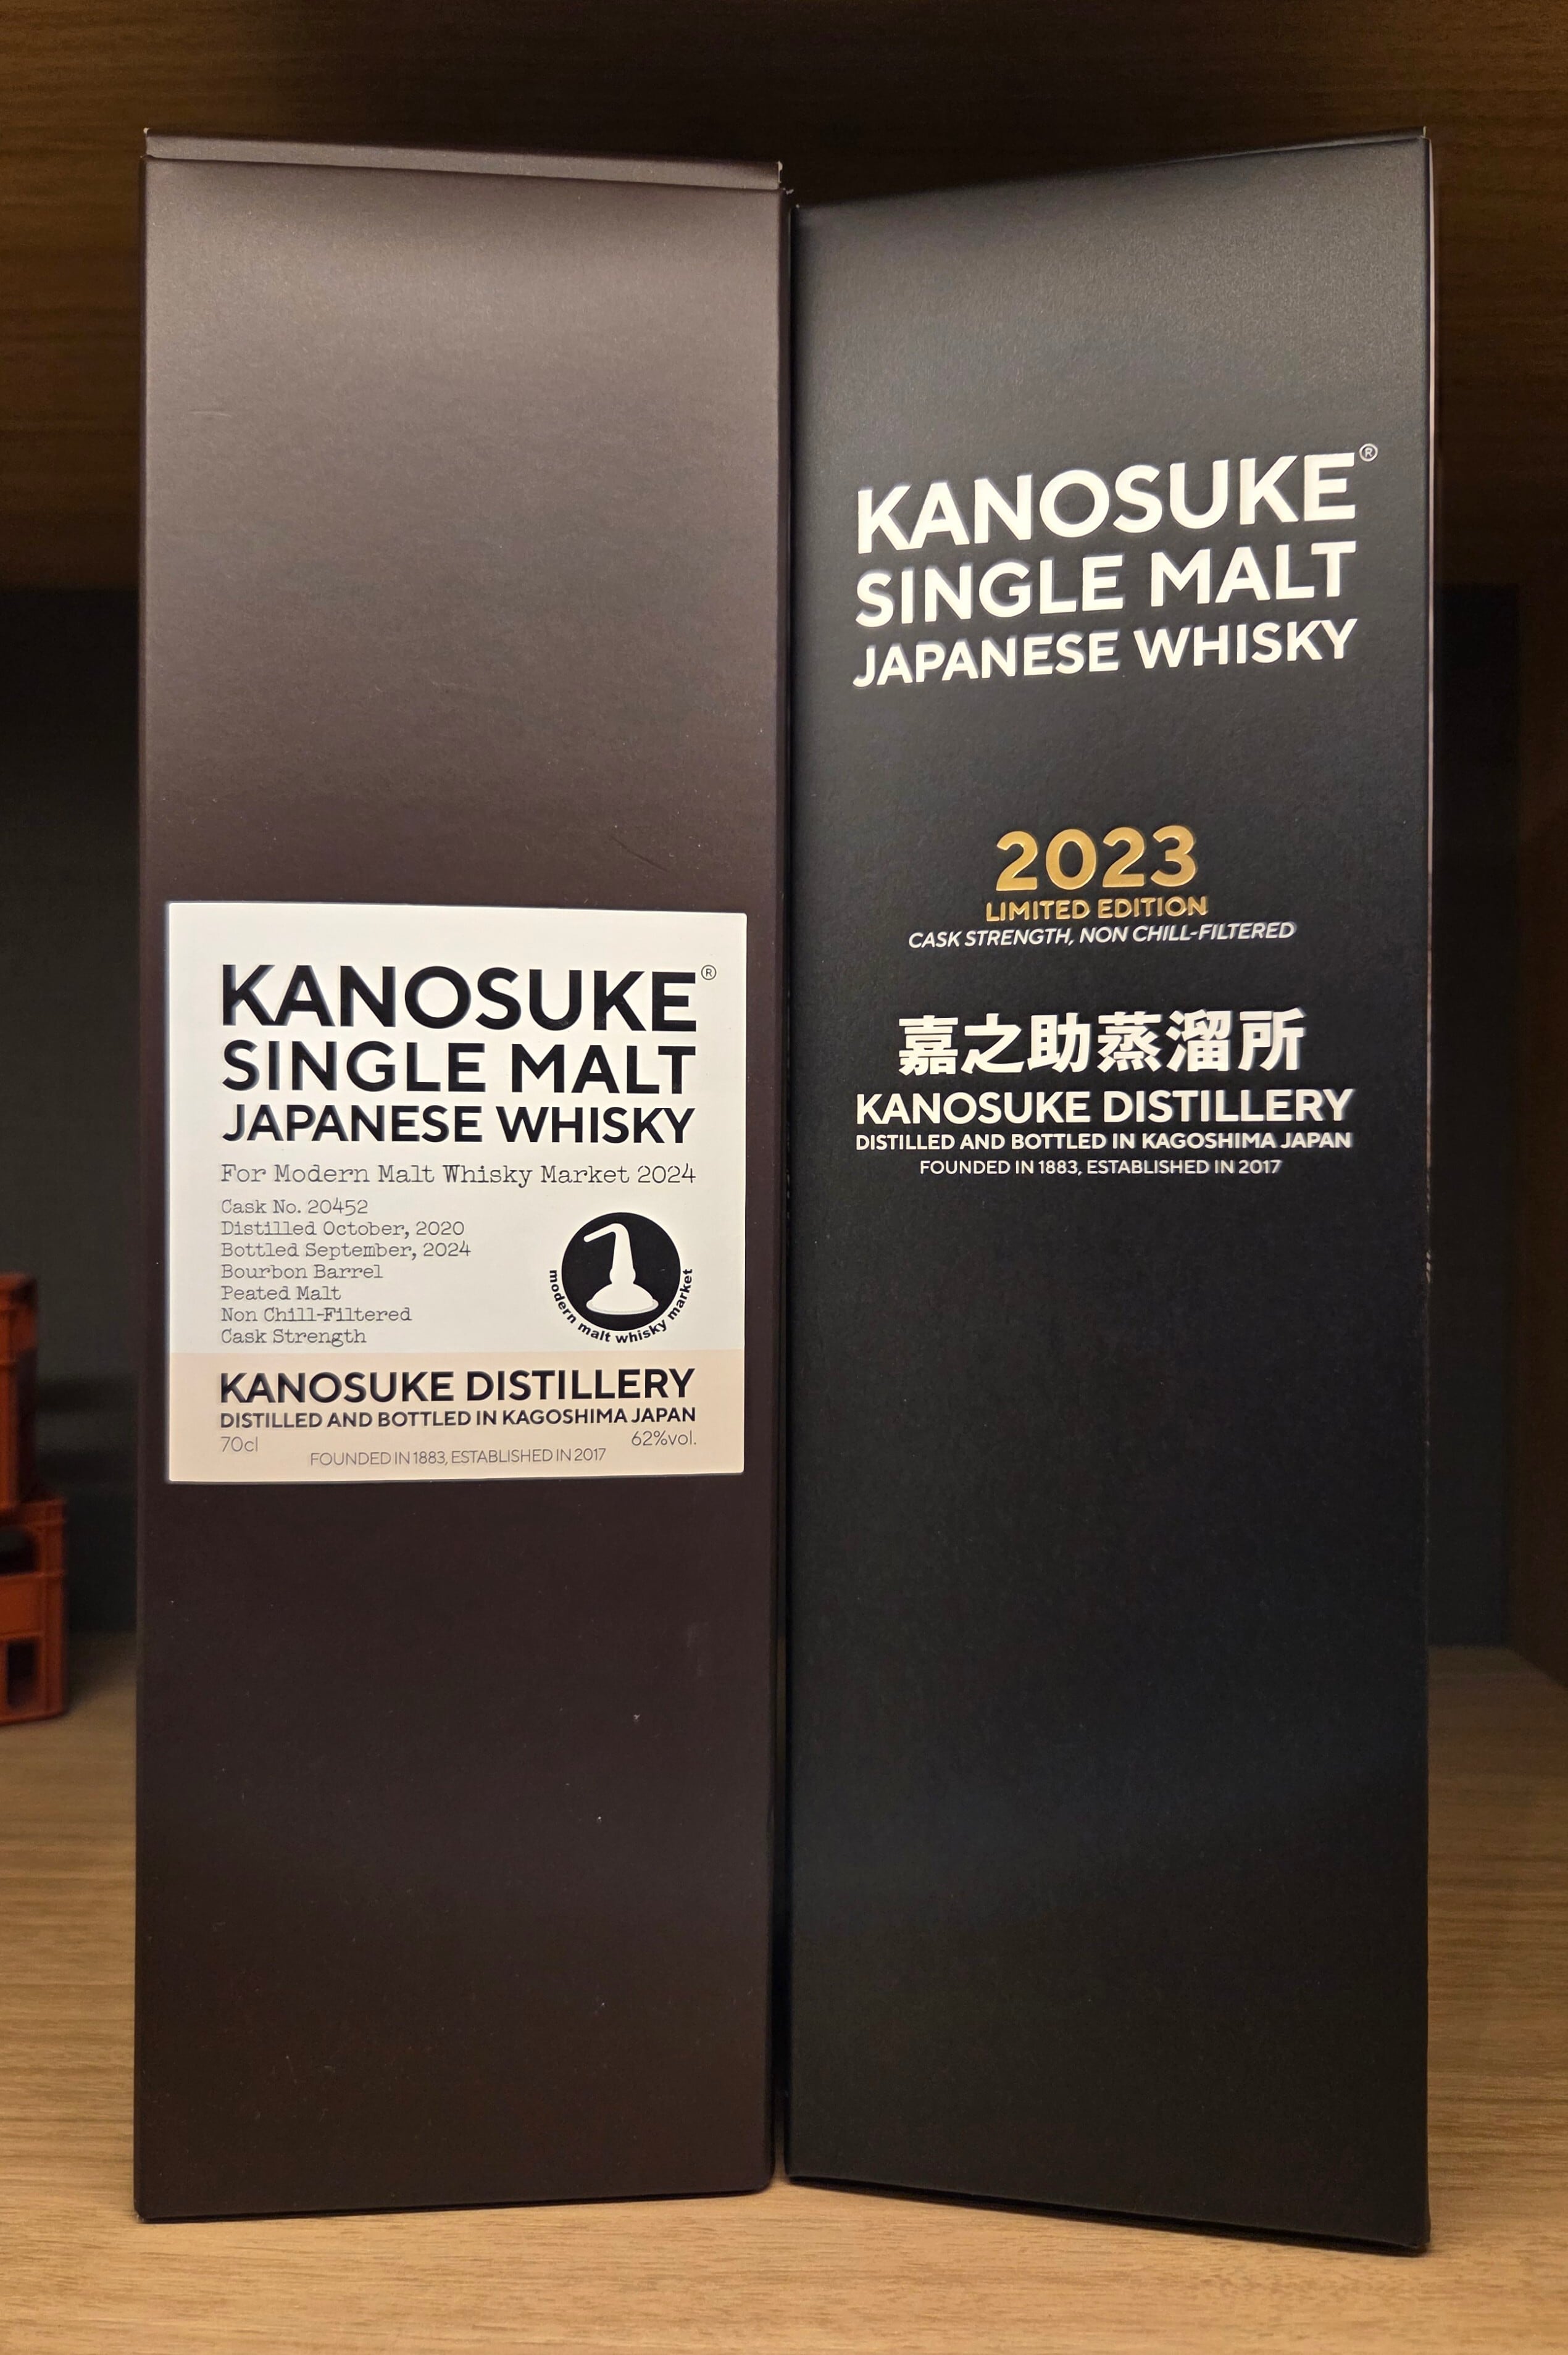 KANOSUKE®
SINGLE MALT
JAPANESE WHISKY
For Modern Malt Whisky Market 2024
Cask No. 20452
Distilled October, 2020
Bottled September, 2024
Bourbon Barrel
Peated Malt
Non Chill-Filtered
Cask Strength
modern malt whisky market
KANOSUKE DISTILLERY
DISTILLED AND BOTTLED IN KAGOSHIMA JAPAN
70cl 62%vol.
FOUNDED IN 1883, ESTABLISHED IN 2017
KANOSUKE®
SINGLE MALT
JAPANESE WHISKY
2023
LIMITED EDITION
CASK STRENGTH, NON CHILL-FILTERED
嘉之助蒸溜所
KANOSUKE DISTILLERY
DISTILLED AND BOTTLED IN KAGOSHIMA JAPAN
FOUNDED IN 1883, ESTABLISHED IN 2017